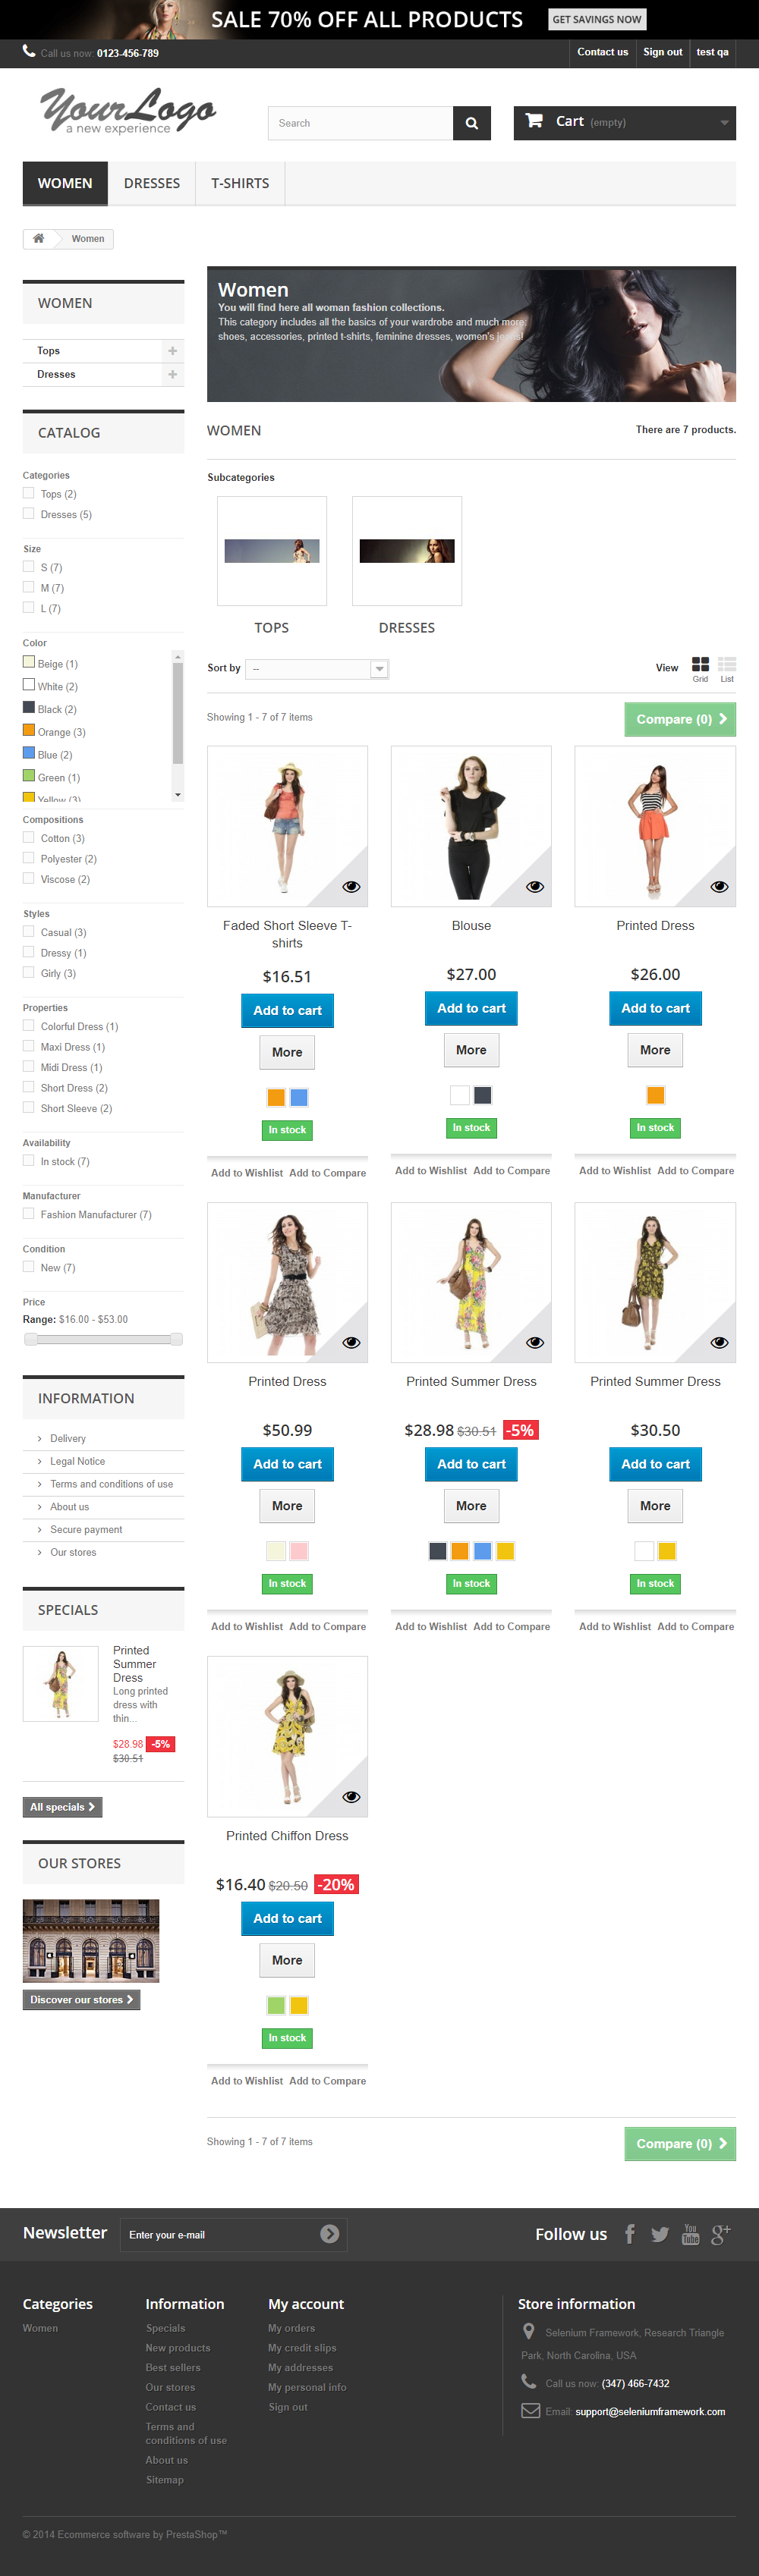 SALE 70% OFF ALL PRODUCTS GET SAVINGS NOW
Call us now: 0123-456-789 Contact us Sign out test qa
YourLogo
a new experience
Search
Cart (empty)
WOMEN DRESSES T-SHIRTS
Women
WOMEN
Tops
Dresses
CATALOG
Categories
Tops (2)
Dresses (5)
Size
S (7)
M (7)
L (7)
Color
Beige (1)
White (2)
Black (2)
Orange (3)
Blue (2)
Green (1)
Yellow (3)
Compositions
Cotton (3)
Polyester (2)
Viscose (2)
Styles
Casual (3)
Dressy (1)
Girly (3)
Properties
Colorful Dress (1)
Maxi Dress (1)
Midi Dress (1)
Short Dress (2)
Short Sleeve (2)
Availability
In stock (7)
Manufacturer
Fashion Manufacturer (7)
Condition
New (7)
Price
Range: $16.00 - $53.00
INFORMATION
Delivery
Legal Notice
Terms and conditions of use
About us
Secure payment
Our stores
SPECIALS
Printed
Summer
Dress
Long printed
dress with
thin...
$28.98 -5%
$30.51
All specials
OUR STORES
Discover our stores
Women
You will find here all woman fashion collections.
This category includes all the basics of your wardrobe and much more:
shoes, accessories, printed t-shirts, feminine dresses, women's jeans!
WOMEN There are 7 products.
Subcategories
TOPS DRESSES
Sort by -- View Grid List
Showing 1 - 7 of 7 items Compare (0)
Faded Short Sleeve T-
shirts
$16.51
Add to cart
More
In stock
Add to Wishlist Add to Compare
Blouse
$27.00
Add to cart
More
In stock
Add to Wishlist Add to Compare
Printed Dress
$26.00
Add to cart
More
In stock
Add to Wishlist Add to Compare
Printed Dress
$50.99
Add to cart
More
In stock
Add to Wishlist Add to Compare
Printed Summer Dress
$28.98 $30.51 -5%
Add to cart
More
In stock
Add to Wishlist Add to Compare
Printed Summer Dress
$30.50
Add to cart
More
In stock
Add to Wishlist Add to Compare
Printed Chiffon Dress
$16.40 $20.50 -20%
Add to cart
More
In stock
Add to Wishlist Add to Compare
Showing 1 - 7 of 7 items Compare (0)
Newsletter Enter your e-mail Follow us
You
Tube
Categories
Women
Information
Specials
New products
Best sellers
Our stores
Contact us
Terms and
conditions of use
About us
Sitemap
My account
My orders
My credit slips
My addresses
My personal info
Sign out
Store information
Selenium Framework, Research Triangle
Park, North Carolina, USA
Call us now: (347) 466-7432
Email: support@seleniumframework.com
© 2014 Ecommerce software by PrestaShop™